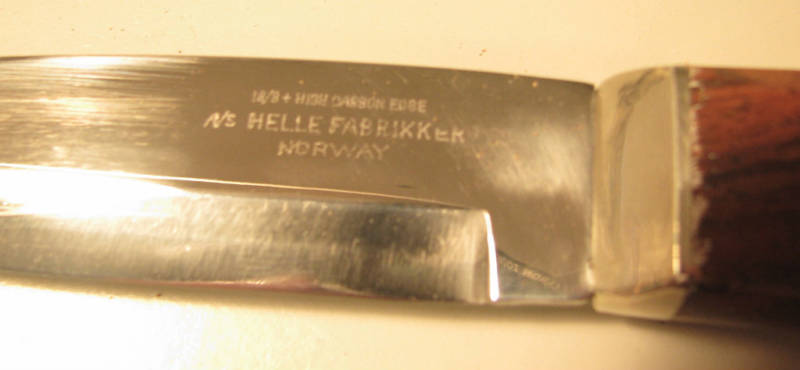 18/8 + HIGH CARBON EDGE
A/S HELLE FABRIKKER
NORWAY